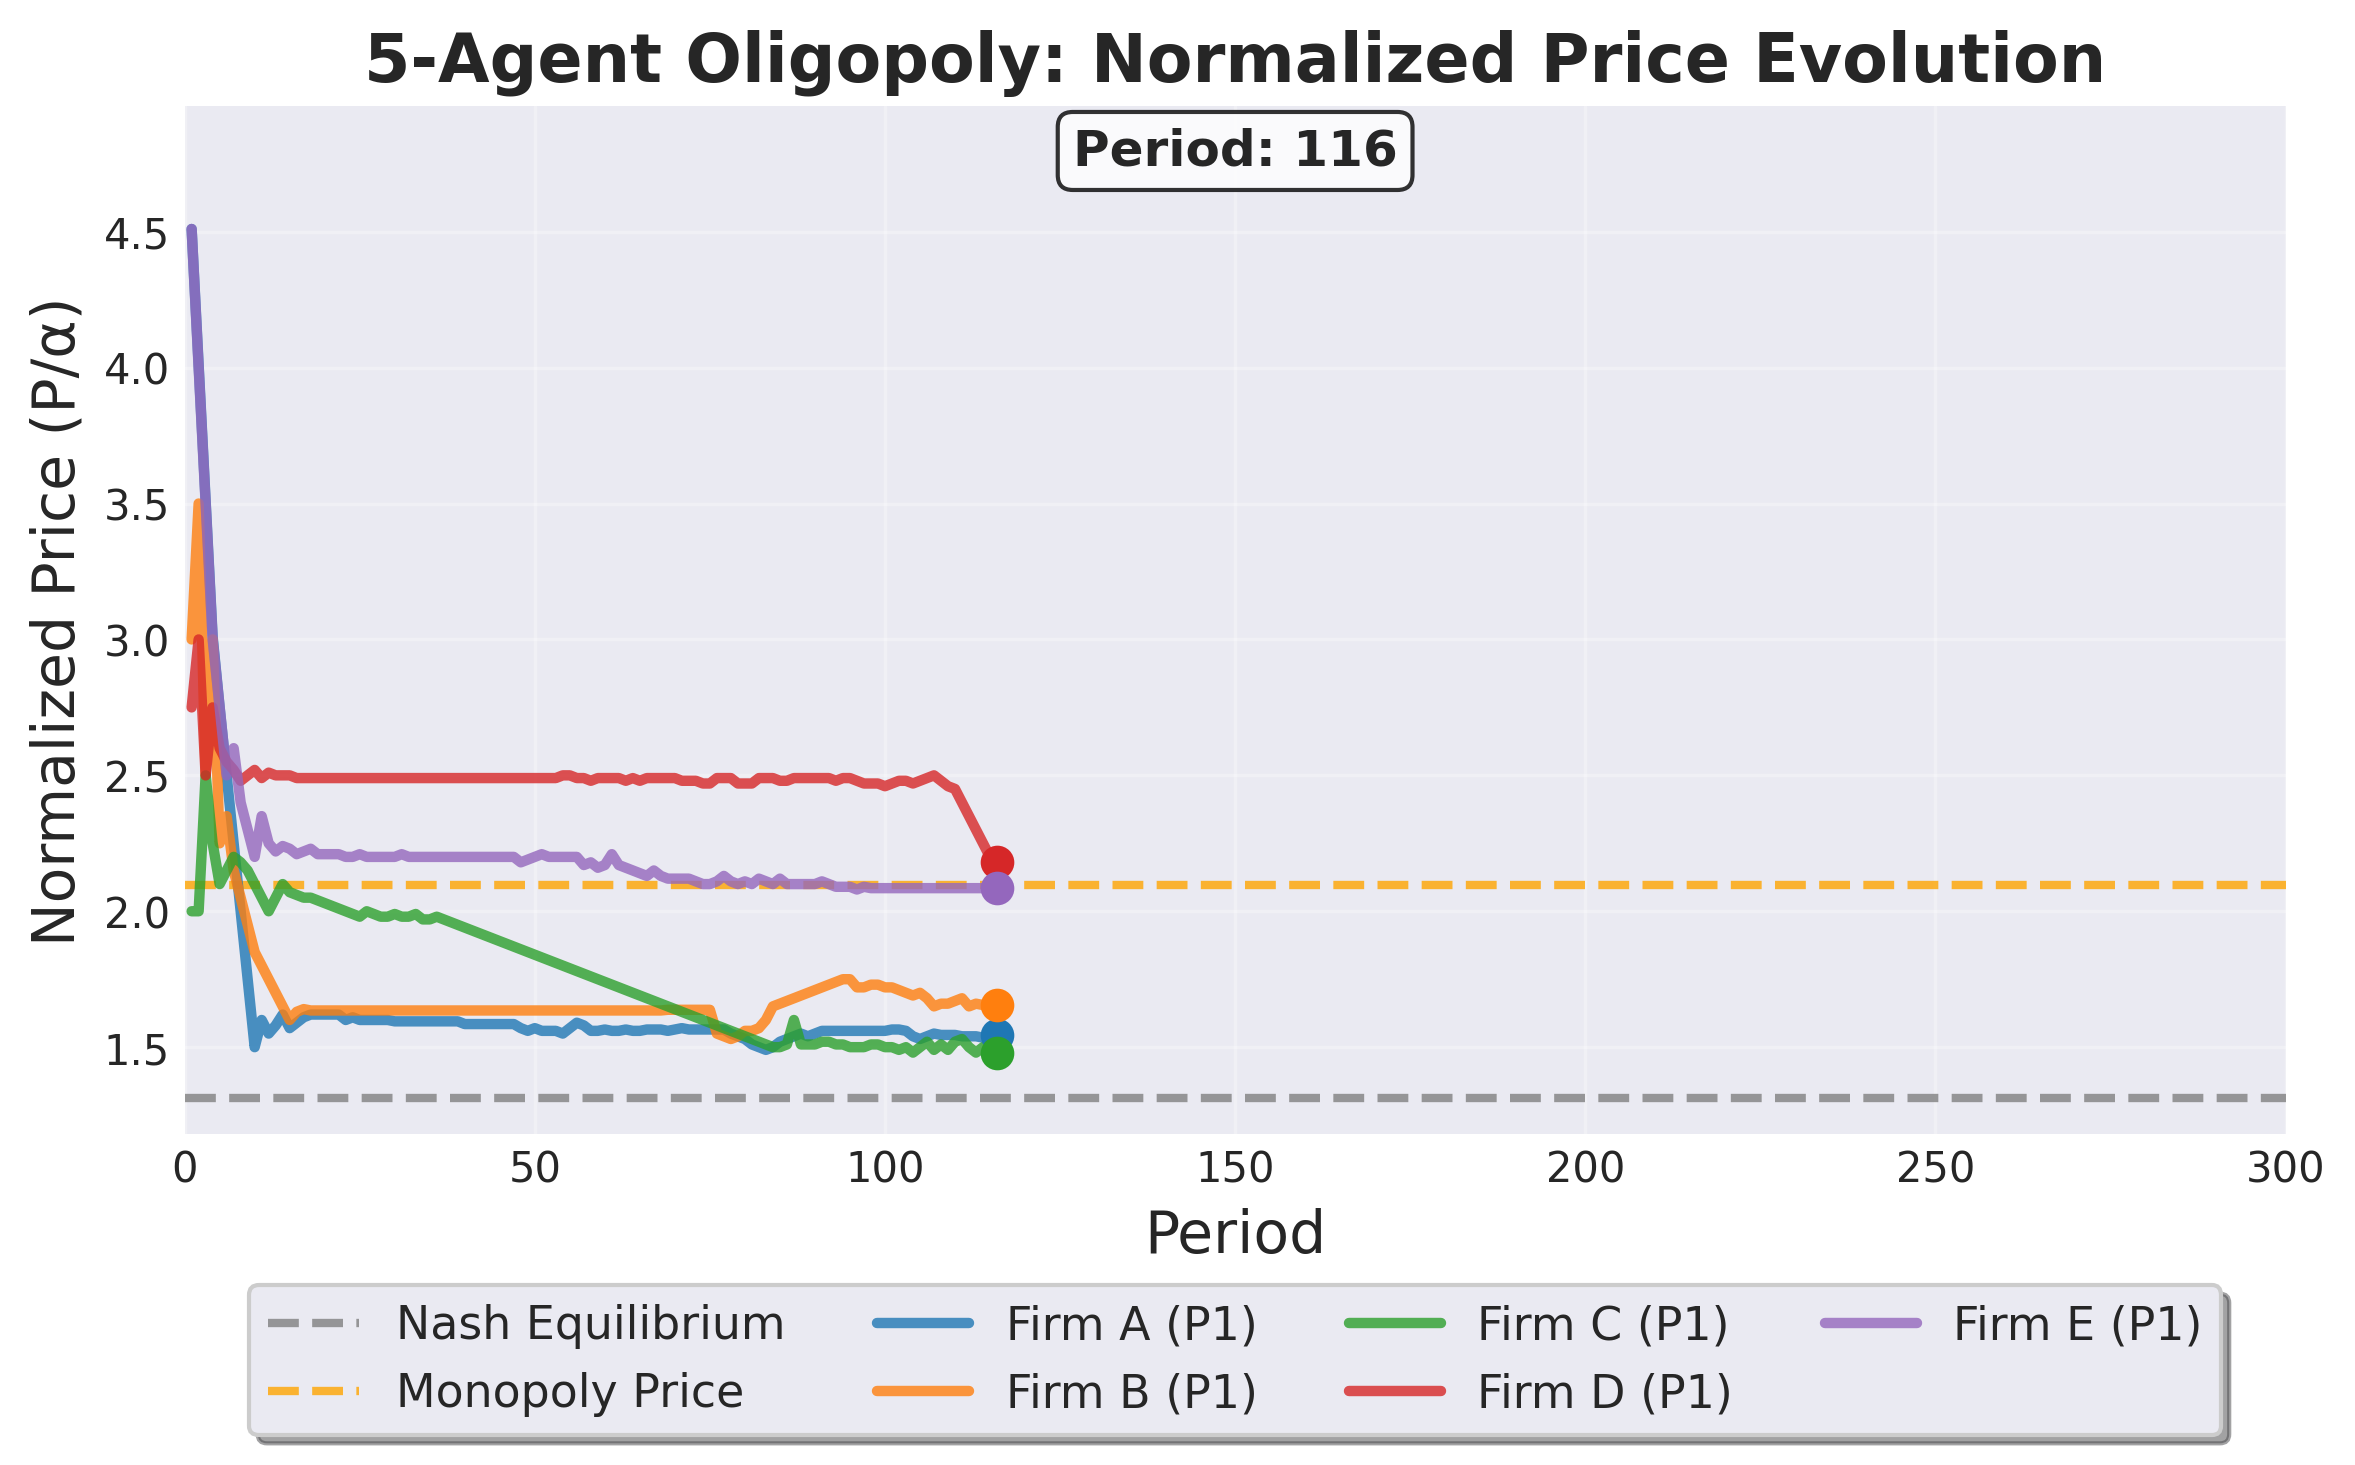 5-Agent Oligopoly: Normalized Price Evolution
Period: 116
Normalized Price (P/α)
4.5
4.0
3.5
3.0
2.5
2.0
1.5
0 50 100 150 200 250 300
Period
Nash Equilibrium Firm A (P1) Firm C (P1) Firm E (P1)
Monopoly Price Firm B (P1) Firm D (P1)